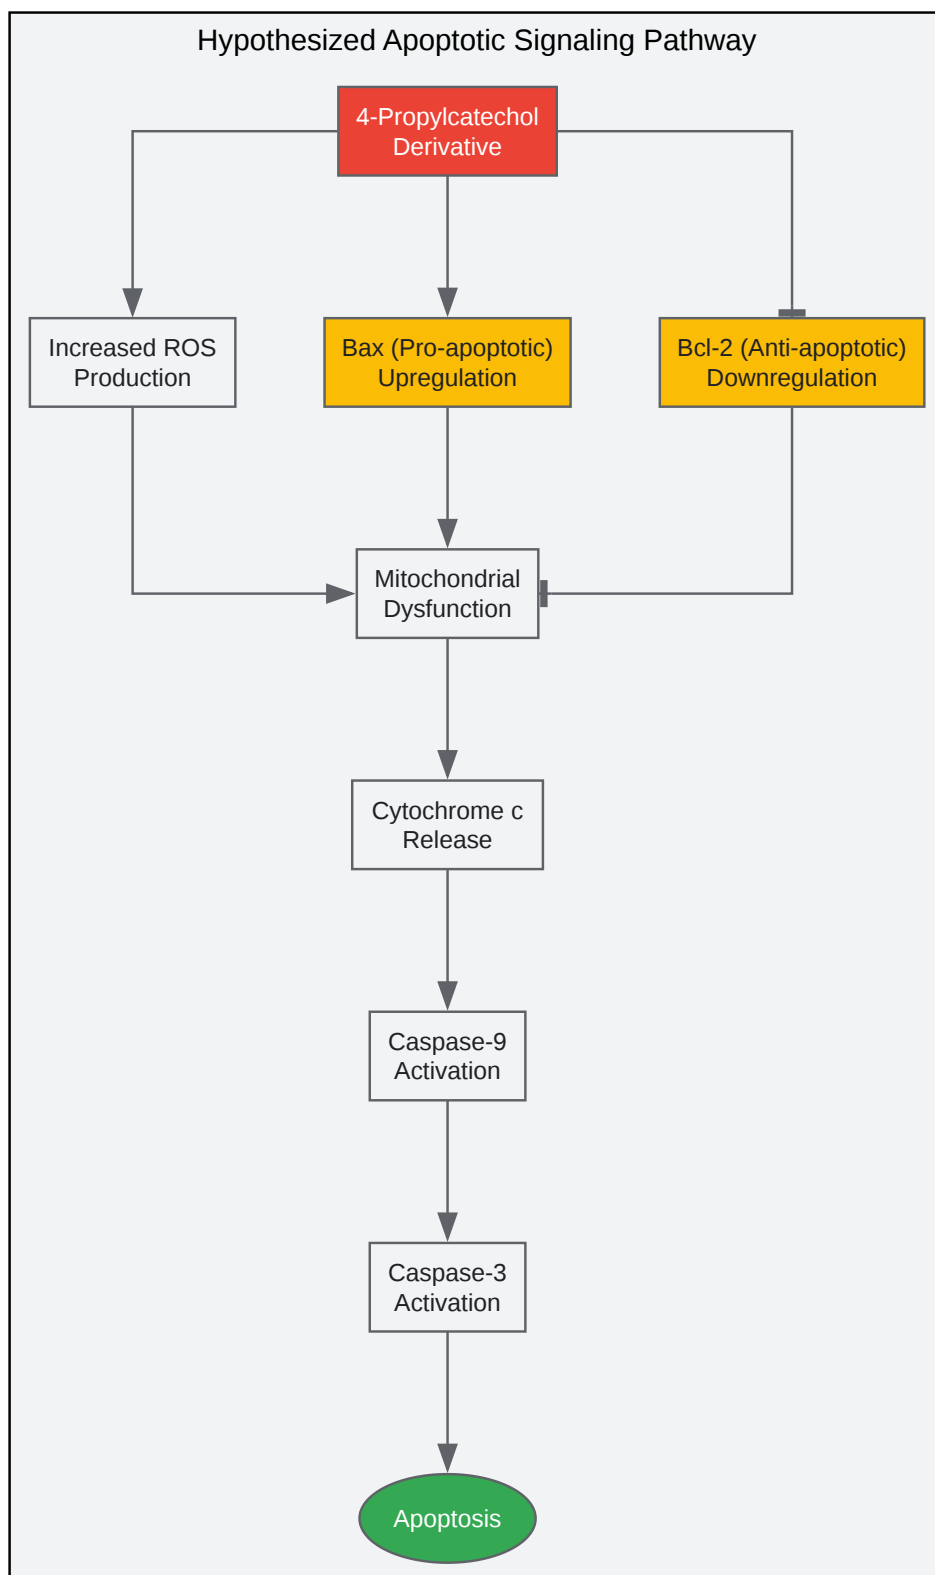 Hypothesized Apoptotic Signaling Pathway
4-Propylcatechol
Derivative
Increased ROS
Production
Bax (Pro-apoptotic)
Upregulation
Bcl-2 (Anti-apoptotic)
Downregulation
Mitochondrial
Dysfunction
Cytochrome c
Release
Caspase-9
Activation
Caspase-3
Activation
Apoptosis